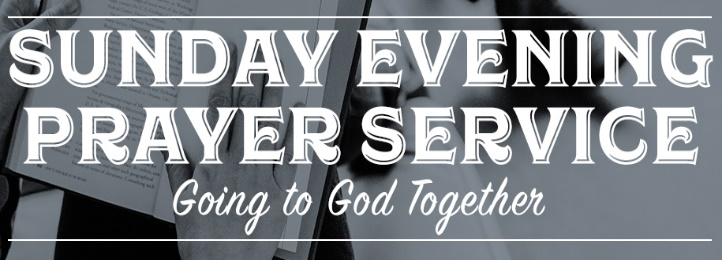 SUNDAY EVENING
PRAYER SERVICE
Going to God Together